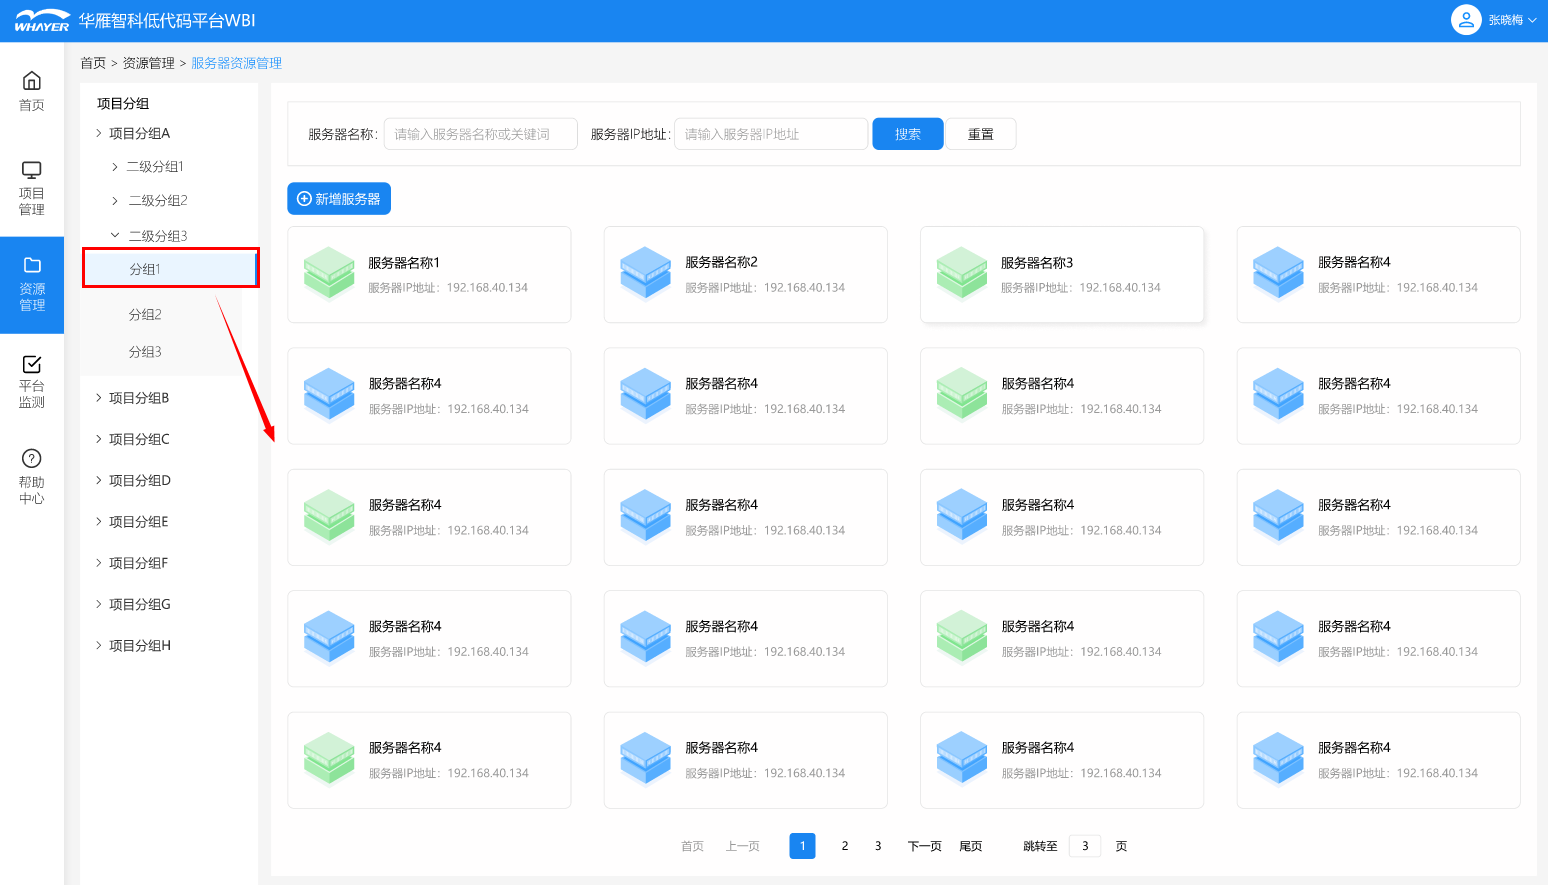 WHAYER 华雁智科低代码平台WBI
张晓梅
首页
项目
管理
资源
管理
平台
监测
帮助
中心
首页 > 资源管理 > 服务器资源管理
项目分组
项目分组A
二级分组1
二级分组2
二级分组3
分组1
分组2
分组3
项目分组B
项目分组C
项目分组D
项目分组E
项目分组F
项目分组G
项目分组H
服务器名称: 请输入服务器名称或关键词 服务器IP地址: 请输入服务器IP地址 搜索 重置
新增服务器
服务器名称1
服务器IP地址: 192.168.40.134
服务器名称2
服务器IP地址: 192.168.40.134
服务器名称3
服务器IP地址: 192.168.40.134
服务器名称4
服务器IP地址: 192.168.40.134
服务器名称4
服务器IP地址: 192.168.40.134
服务器名称4
服务器IP地址: 192.168.40.134
服务器名称4
服务器IP地址: 192.168.40.134
服务器名称4
服务器IP地址: 192.168.40.134
服务器名称4
服务器IP地址: 192.168.40.134
服务器名称4
服务器IP地址: 192.168.40.134
服务器名称4
服务器IP地址: 192.168.40.134
服务器名称4
服务器IP地址: 192.168.40.134
服务器名称4
服务器IP地址: 192.168.40.134
服务器名称4
服务器IP地址: 192.168.40.134
服务器名称4
服务器IP地址: 192.168.40.134
服务器名称4
服务器IP地址: 192.168.40.134
服务器名称4
服务器IP地址: 192.168.40.134
服务器名称4
服务器IP地址: 192.168.40.134
服务器名称4
服务器IP地址: 192.168.40.134
服务器名称4
服务器IP地址: 192.168.40.134
首页 上一页 1 2 3 下一页 尾页 跳转至 3 页